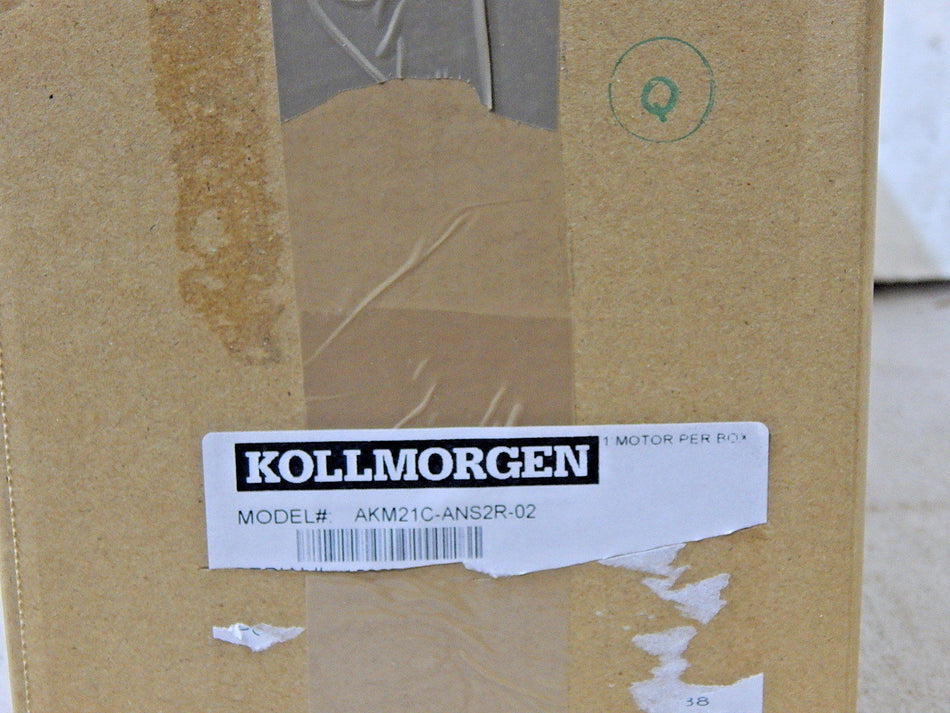 Q
KOLLMORGEN
1 MOTOR PER BOX
MODEL#: AKM21C-ANS2R-02
38